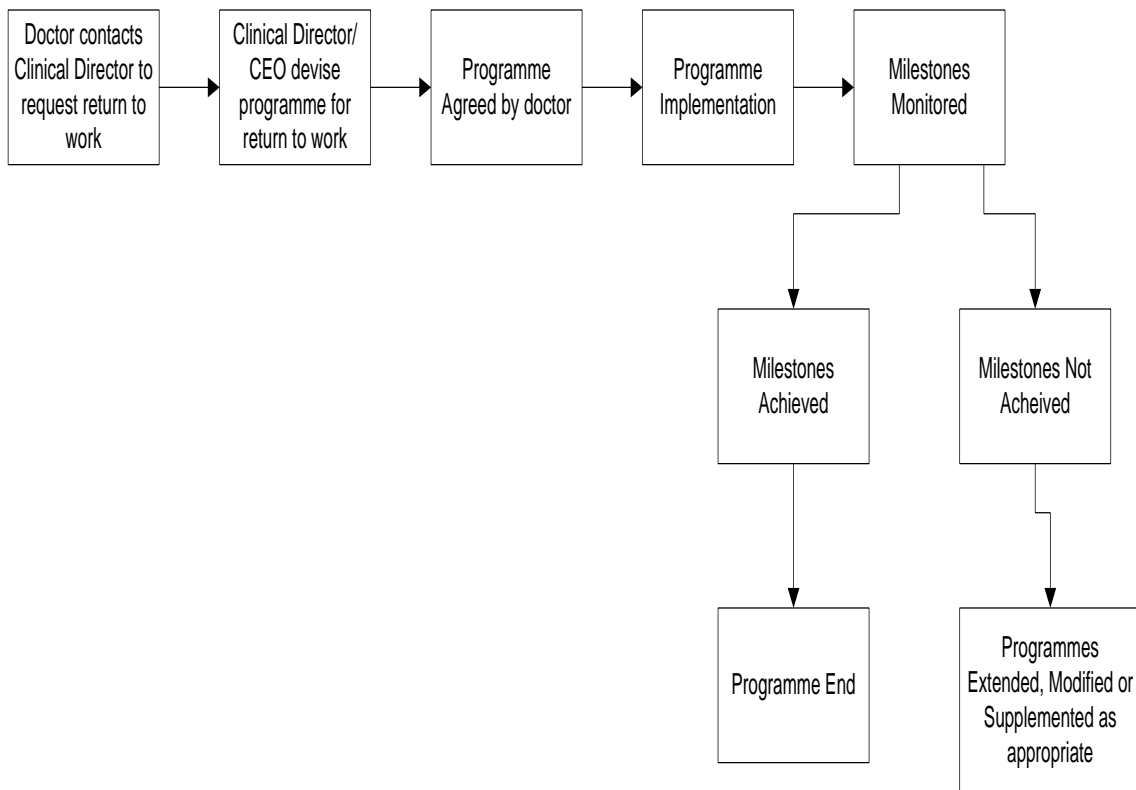 Doctor contacts
Clinical Director to
request return to
work
Clinical Director/
CEO devise
programme for
return to work
Programme
Agreed by doctor
Programme
Implementation
Milestones
Monitored
Milestones
Achieved
Milestones Not
Acheived
Programme End
Programmes
Extended, Modified or
Supplemented as
appropriate